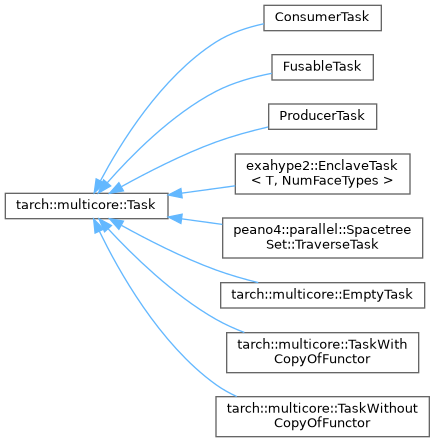 ConsumerTask
FusableTask
ProducerTask
exahype2::EnclaveTask
< T, NumFaceTypes >
tarch::multicore::Task
peano4::parallel::Spacetree
Set::TraverseTask
tarch::multicore::EmptyTask
tarch::multicore::TaskWith
CopyOfFunctor
tarch::multicore::TaskWithout
CopyOfFunctor